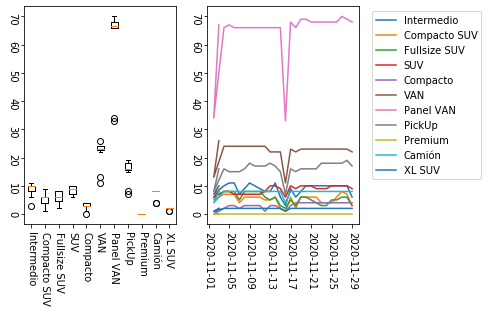 70
60
50
40
30
20
10
0
Intermedio
Compacto SUV
Fullsize SUV
SUV
Compacto
VAN
Panel VAN
PickUp
Premium
Camión
XL SUV
70
60
50
40
30
20
10
0
2020-11-01
2020-11-05
2020-11-09
2020-11-13
2020-11-17
2020-11-21
2020-11-25
2020-11-29
Intermedio
Compacto SUV
Fullsize SUV
SUV
Compacto
VAN
Panel VAN
PickUp
Premium
Camión
XL SUV